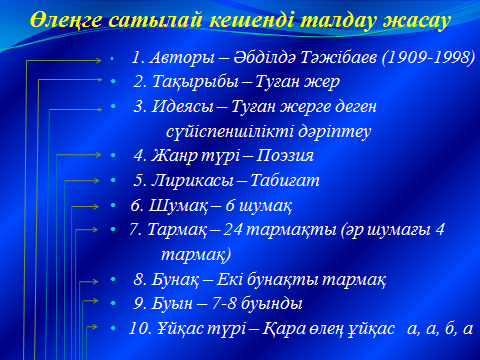 Өлеңге сатылай кешенді талдау жасау
1. Авторы – Әбділдә Тәжібаев (1909-1998)
2. Тақырыбы – Туған жер
3. Идеясы – Туған жерге деген
сүйіспеншілікті дәріптеу
4. Жанр түрі – Поэзия
5. Лирикасы – Табиғат
6. Шумақ – 6 шумақ
7. Тармақ – 24 тармақты (әр шумағы 4
тармақ)
8. Бунақ – Екі бунақты тармақ
9. Буын – 7-8 буынды
10. Ұйқас түрі – Қара өлең ұйқас а, а, б, а